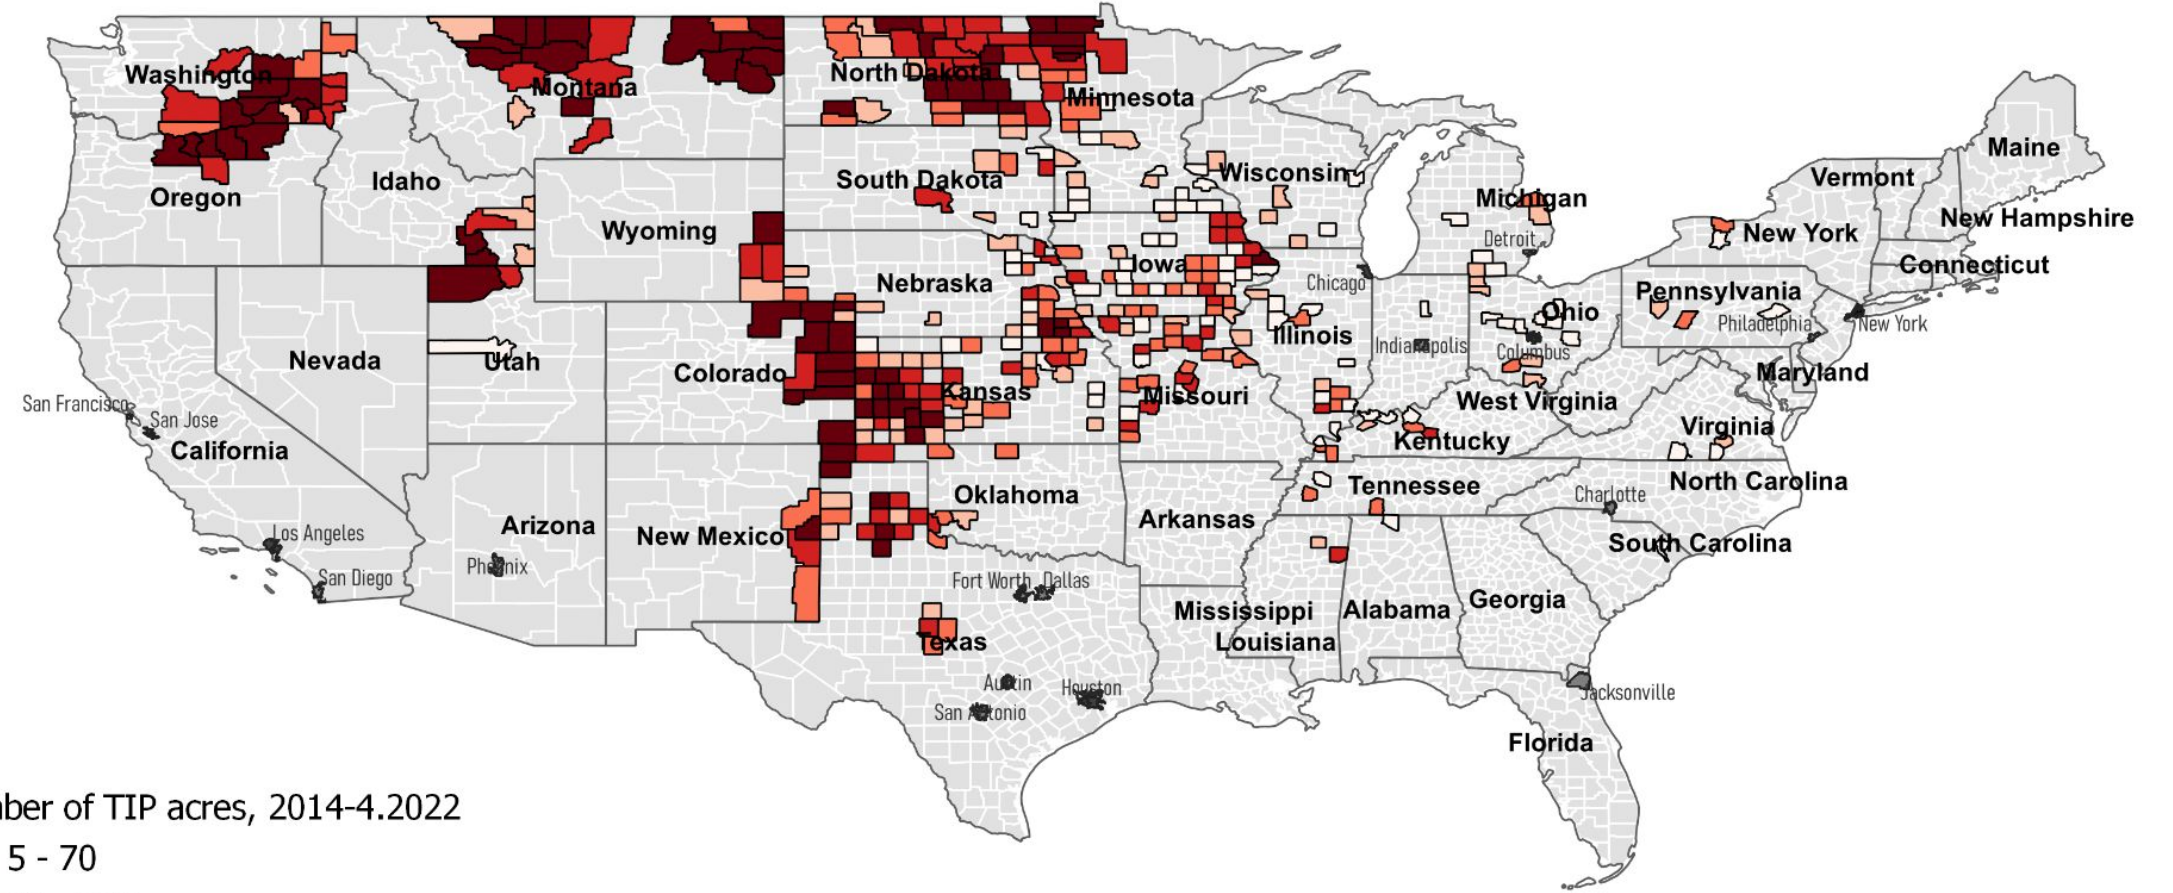 Washington
Montana
North Dakota
Minnesota
Maine
Oregon
Idaho
South Dakota
Wisconsin
Michigan
Vermont
New Hampshire
Wyoming
New York
Detroit
Connecticut
Nebraska
Iowa
Chicago
Pennsylvania
Ohio
Philadelphia
New York
Nevada
Utah
Colorado
Illinois
Indianapolis
Columbus
Maryland
San Francisco
San Jose
Kansas
Missouri
West Virginia
Virginia
California
Kentucky
Oklahoma
Tennessee
North Carolina
Charlotte
Arizona
New Mexico
Arkansas
South Carolina
Los Angeles
Phoenix
San Diego
Fort Worth
Dallas
Mississippi
Alabama
Georgia
Texas
Louisiana
Austin
Houston
San Antonio
Jacksonville
Florida
ber of TIP acres, 2014-4.2022
5 - 70